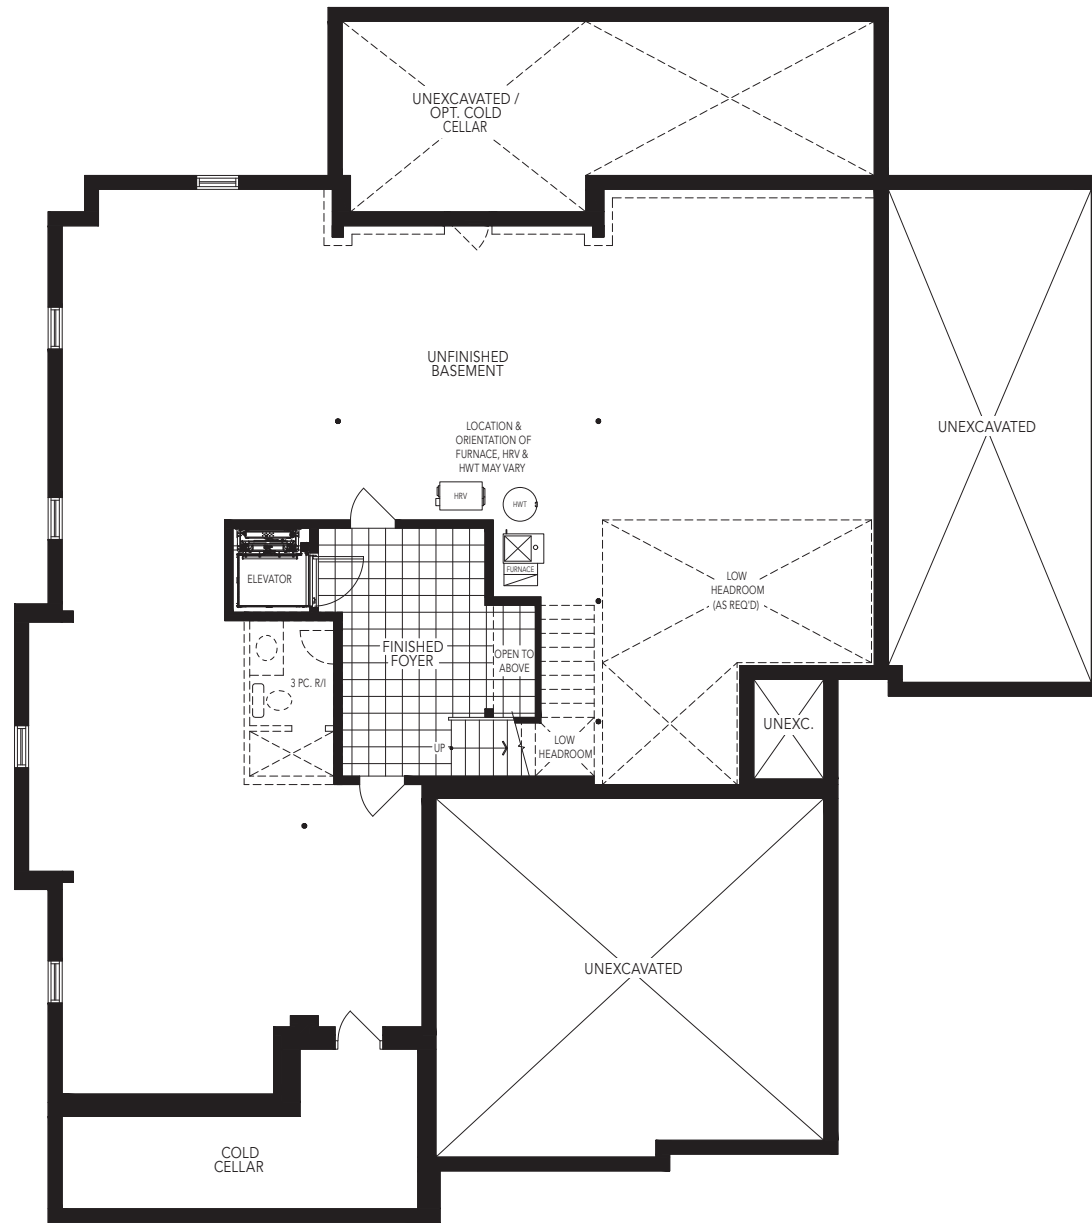 UNEXCAVATED /
OPT. COLD
CELLAR
UNFINISHED
BASEMENT
UNEXCAVATED
LOCATION &
ORIENTATION OF
FURNACE, HRV &
HWT MAY VARY
HRV
HWT
FURNACE
ELEVATOR
LOW
HEADROOM
(AS REQ'D)
FINISHED
FOYER
OPEN TO
ABOVE
3 PC. R/I
UP
LOW
HEADROOM
UNEXC.
UNEXCAVATED
COLD
CELLAR